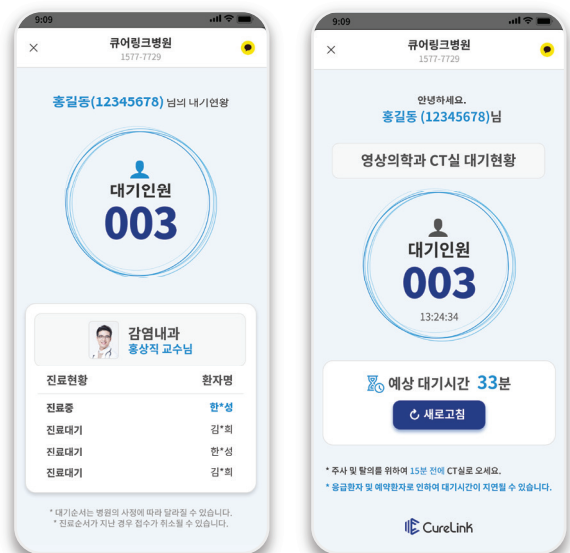 9:09
큐어링크병원
1577-7729
홍길동(12345678) 님의 내기연왕
대기인원
003
감염내과
홍상직 교수님
진료현황 환자명
진료중 한*성
진료대기 김*희
진료대기 한*성
진료대기 김*희
* 대기순서는 병원의 사정에 따라 달라질 수 있습니다.
* 진료순서가 지난 경우 접수가 취소될 수 있습니다.
9:09
큐어링크병원
1577-7729
안녕하세요.
홍길동 (12345678)님
영상의학과 CT실 대기현황
대기인원
003
13:24:34
예상 대기시간 33분
새로고침
* 주사 및 탈의를 위하여 15분 전에 CT실로 오세요.
* 응급환자 및 예약환자로 인하여 대기시간이 지연될 수 있습니다.
CureLink